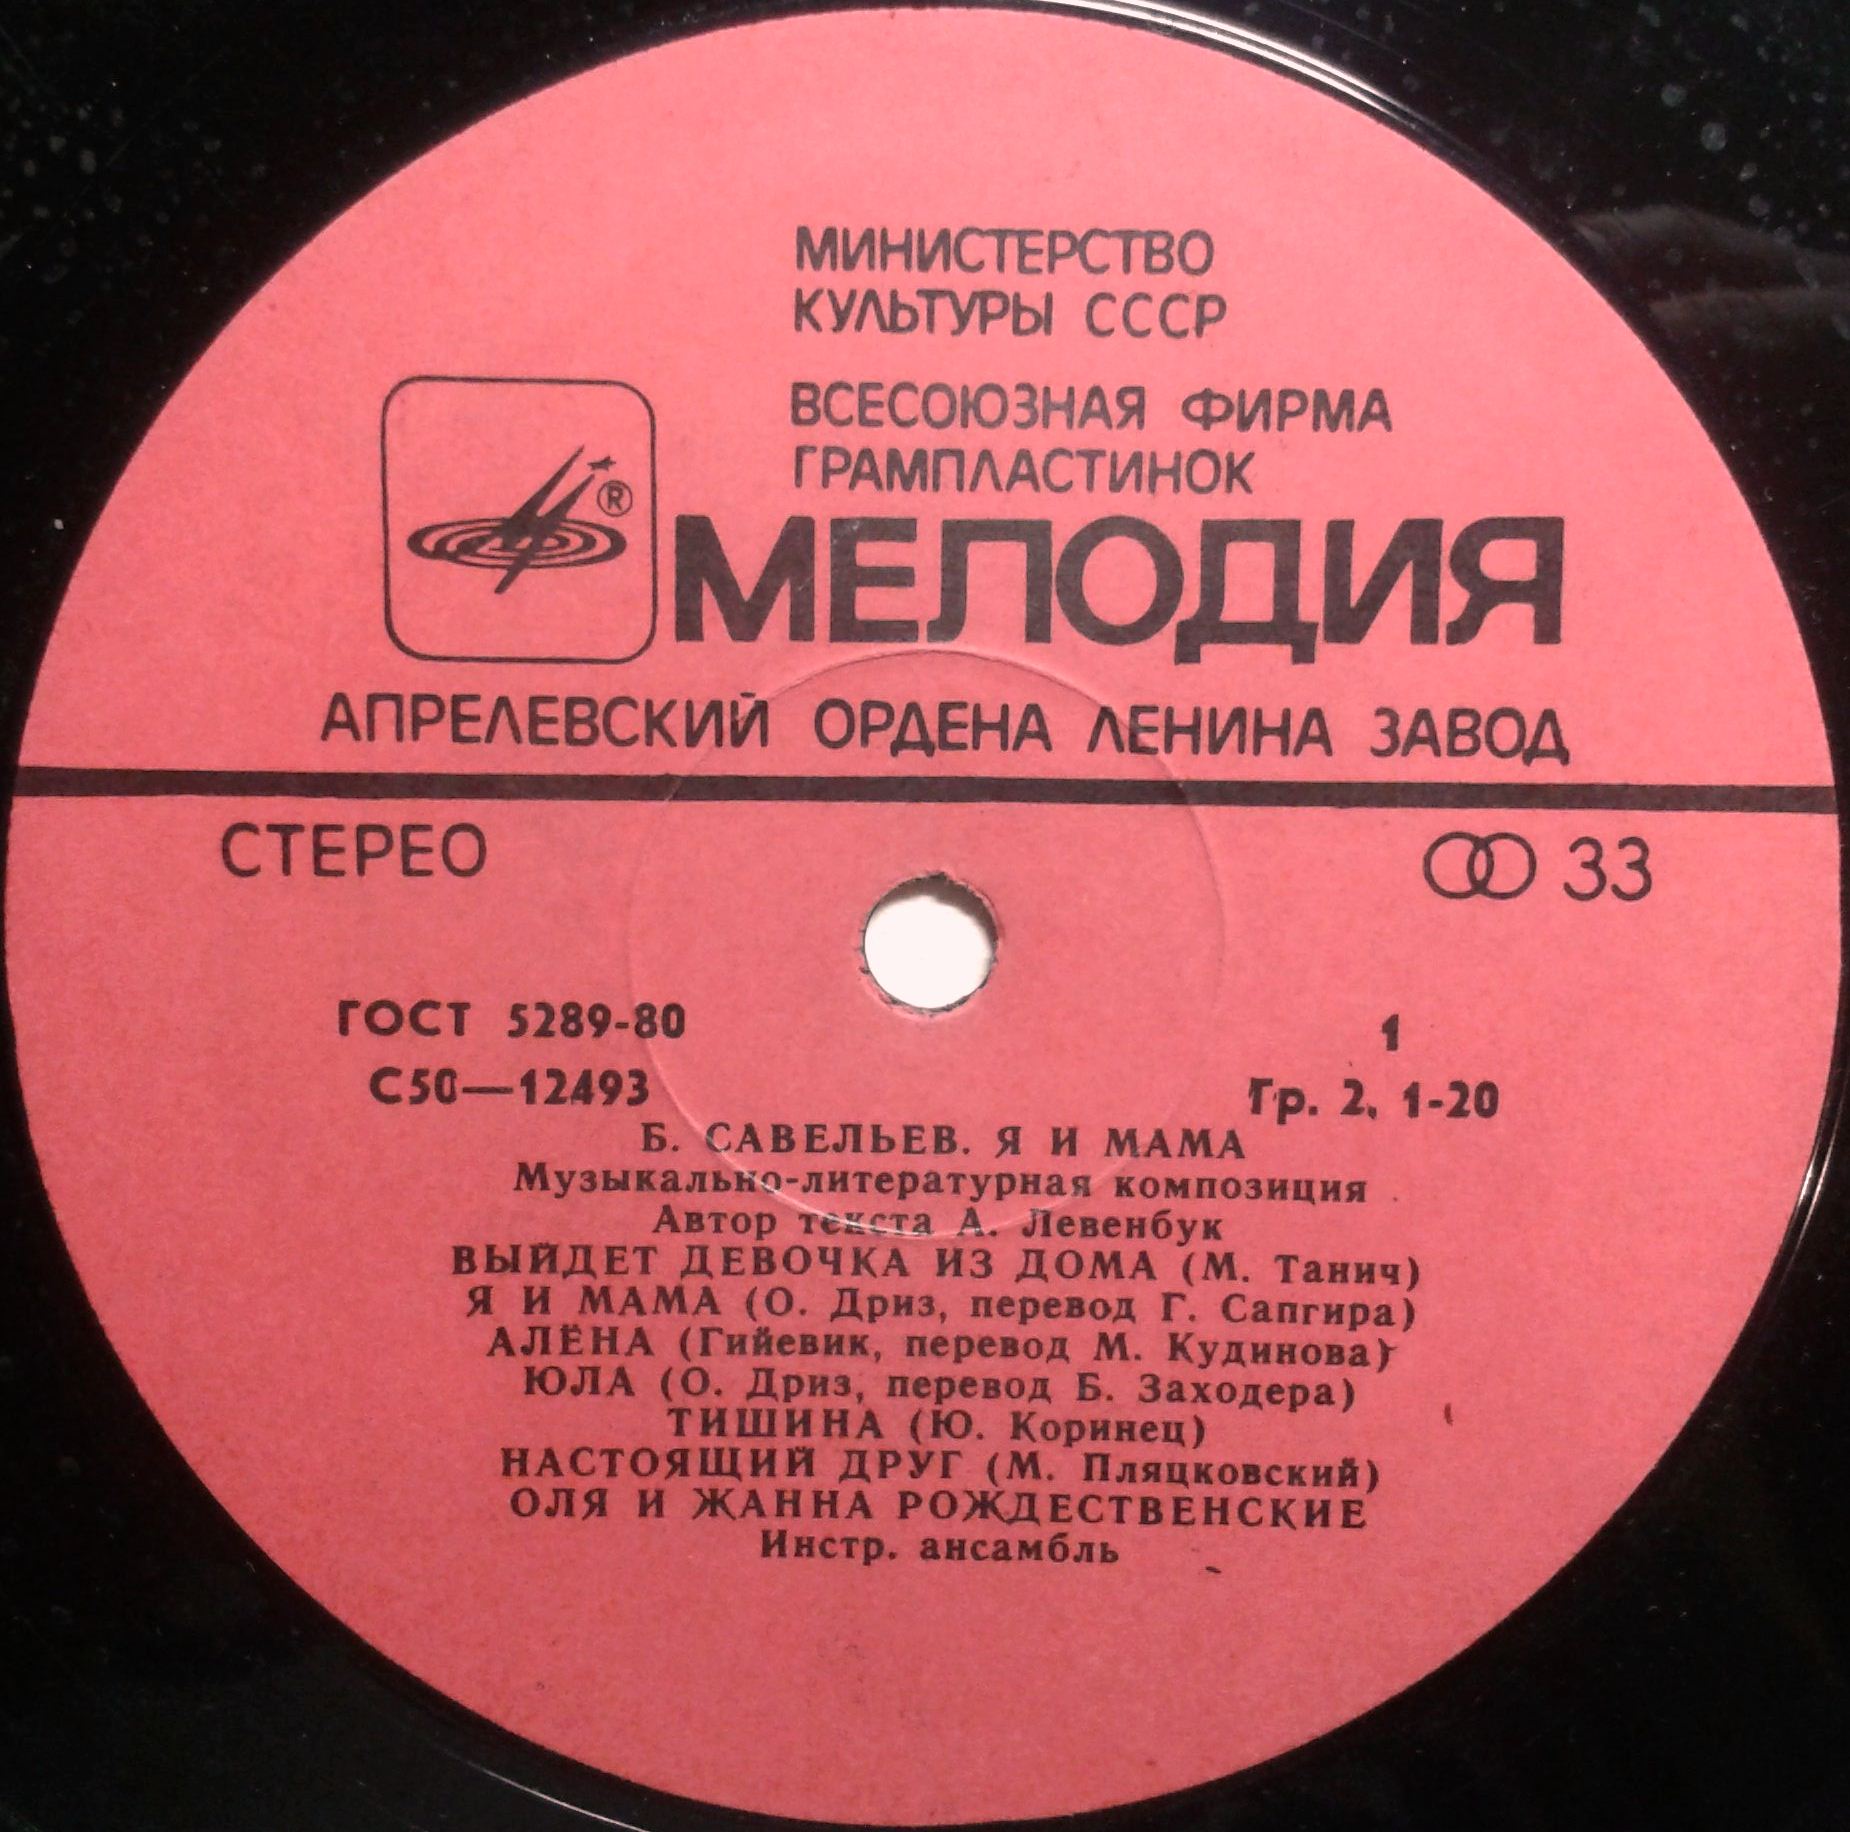 МИНИСТЕРСТВО
КУЛЬТУРЫ СССР
ВСЕСОЮЗНАЯ ФИРМА
ГРАМПЛАСТИНОК
®
МЕЛОДИЯ
АПРЕЛЕВСКИЙ ОРДЕНА ЛЕНИНА ЗАВОД
СТЕРЕО 33
ГОСТ 5289-80 1
С50—12493 Гр. 2, 1-20
Б. САВЕЛЬЕВ. Я И МАМА
Музыкально-литературная композиция
Автор текста А. Левенбук
ВЫЙДЕТ ДЕВОЧКА ИЗ ДОМА (М. Танич)
Я И МАМА (О. Дриз, перевод Г. Сапгира)
АЛЁНА (Гийевик, перевод М. Кудинова)
ЮЛА (О. Дриз, перевод Б. Заходера)
ТИШИНА (Ю. Коринец)
НАСТОЯЩИЙ ДРУГ (М. Пляцковский)
ОЛЯ И ЖАННА РОЖДЕСТВЕНСКИЕ
Инстр. ансамбль